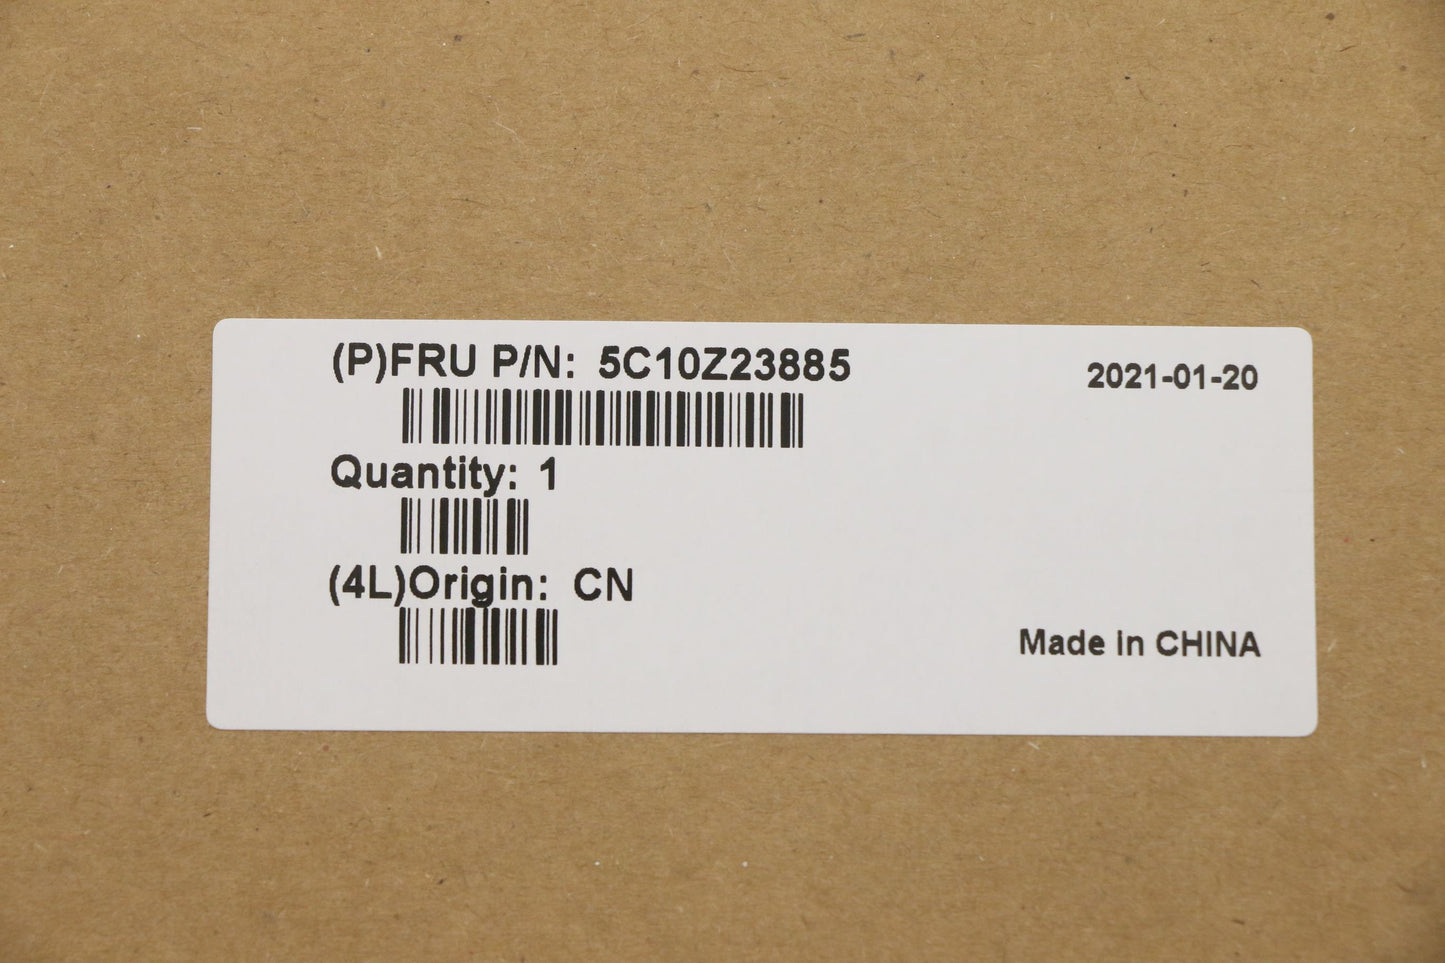 (P)FRU P/N: 5C10Z23885
2021-01-20
Quantity: 1
(4L)Origin: CN
Made in CHINA